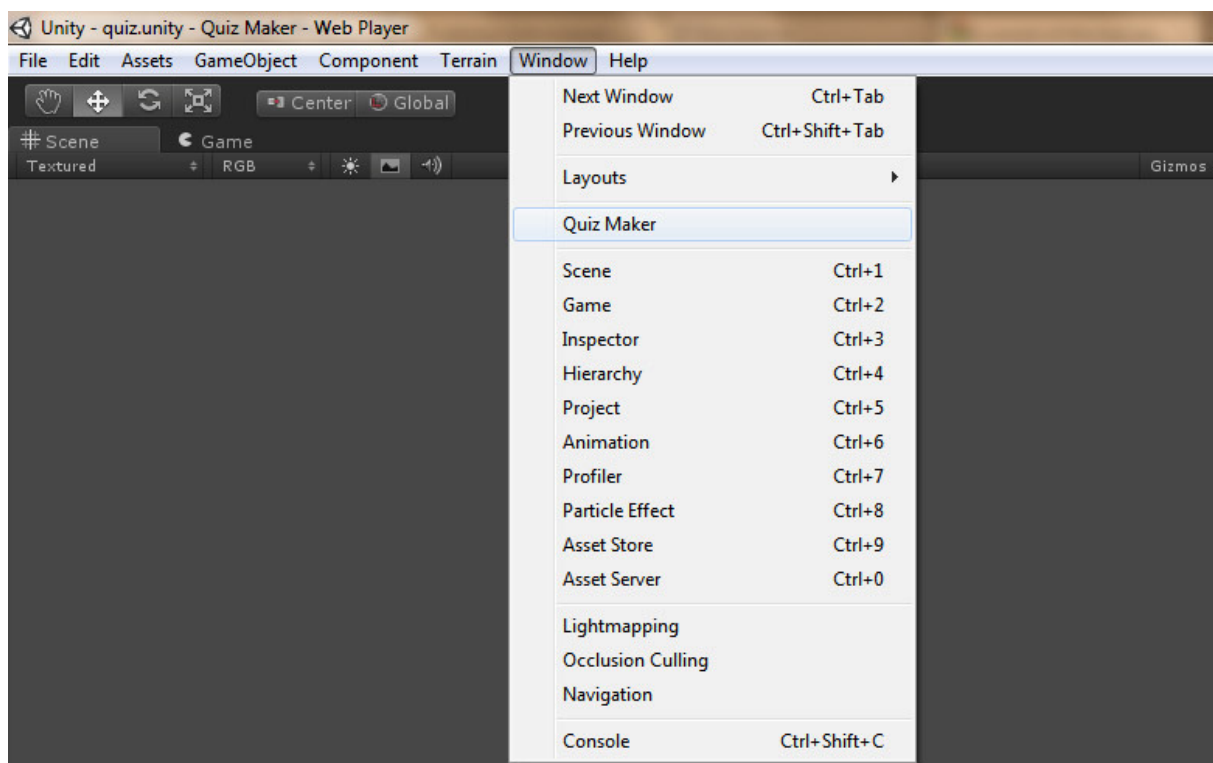 Unity - quiz.unity - Quiz Maker - Web Player
File Edit Assets GameObject Component Terrain Window Help
Center Global
Scene Game
Textured RGB Gizmos
Next Window Ctrl+Tab
Previous Window Ctrl+Shift+Tab
Layouts
Quiz Maker
Scene Ctrl+1
Game Ctrl+2
Inspector Ctrl+3
Hierarchy Ctrl+4
Project Ctrl+5
Animation Ctrl+6
Profiler Ctrl+7
Particle Effect Ctrl+8
Asset Store Ctrl+9
Asset Server Ctrl+0
Lightmapping
Occlusion Culling
Navigation
Console Ctrl+Shift+C